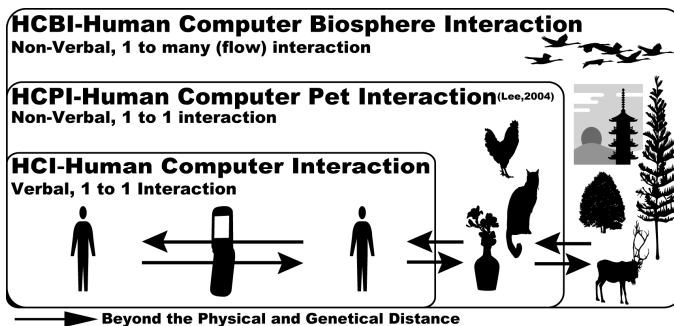 HCBI-Human Computer Biosphere Interaction
Non-Verbal, 1 to many (flow) interaction
HCPI-Human Computer Pet Interaction(Lee,2004)
Non-Verbal, 1 to 1 interaction
HCI-Human Computer Interaction
Verbal, 1 to 1 Interaction
Beyond the Physical and Genetical Distance